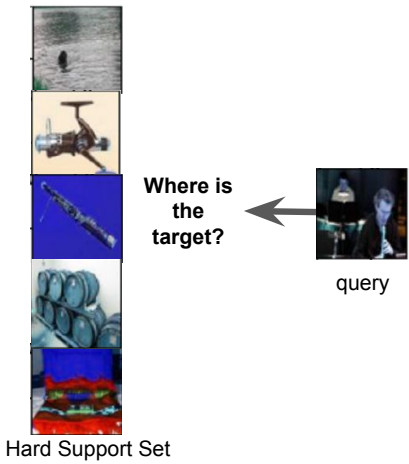 Where is
the
target?
query
Hard Support Set